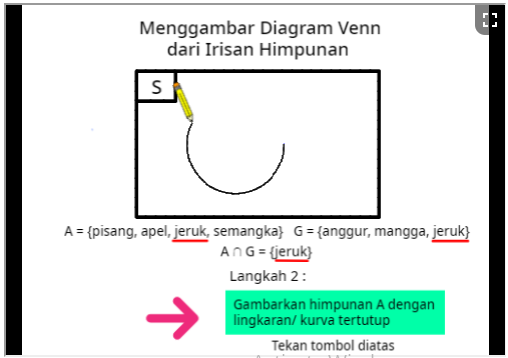 Menggambar Diagram Venn
dari Irisan Himpunan
S
A = {pisang, apel, jeruk, semangka} G = {anggur, mangga, jeruk}
A ∩ G = {jeruk}
Langkah 2 :
Gambarkan himpunan A dengan
lingkaran/ kurva tertutup
Tekan tombol diatas